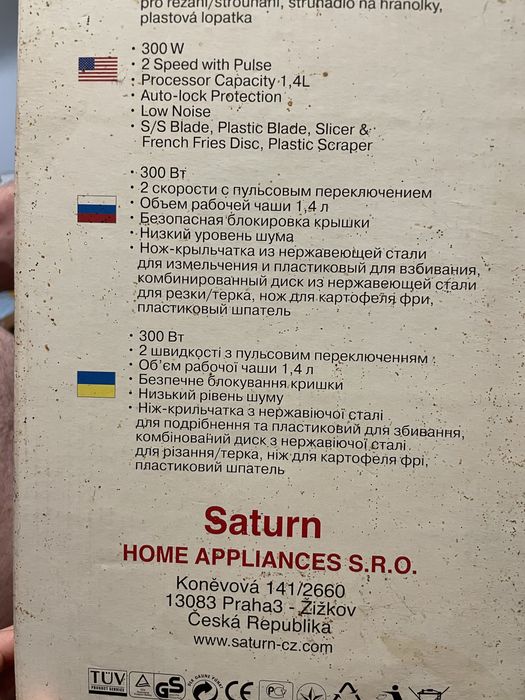 pro řezání/strouhání, struhadlo na hranolky,
plastová lopatka
· 300 W
· 2 Speed with Pulse
· Processor Capacity 1,4L
· Auto-lock Protection
· Low Noise
· S/S Blade, Plastic Blade, Slicer &
French Fries Disc, Plastic Scraper
· 300 Вт
· 2 скорости с пульсовым переключением
· Объем рабочей чаши 1,4 л
· Безопасная блокировка крышки
· Низкий уровень шума
· Нож-крыльчатка из нержавеющей стали
для измельчения и пластиковый для взбивания,
комбинированный диск из нержавеющей стали
для резки/терка, нож для картофеля фри,
пластиковый шпатель
· 300 Вт
· 2 швидкості з пульсовим переключенням
· Об'єм рабочої чаші 1,4 л
· Безпечне блокування кришки
· Низький рівень шуму
· Ніж-крильчатка з нержавіючої сталі
для подрібнення та пластикий для збивання,
комбінований диск з нержавіючої сталі
для різання/терка, ніж для картофеля фрі,
пластикий шпатель
Saturn
HOME APPLIANCES S.R.O.
Koněvová 141/2660
13083 Praha3 - Žižkov
Česká Republika
www.saturn-cz.com
TÜV GS CE
PRODUCT SERVICE